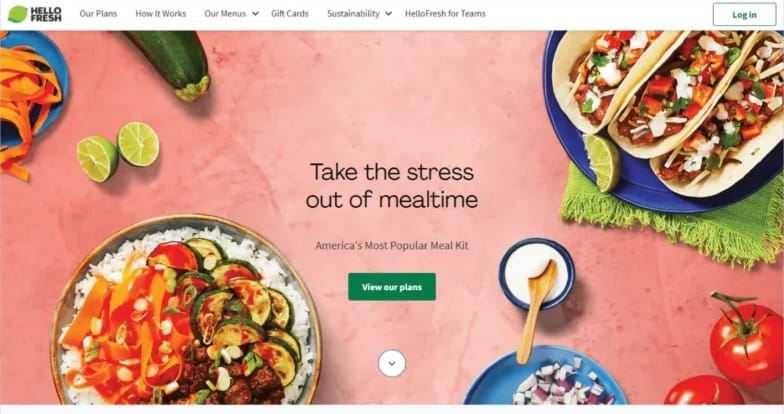 HELLO
FRESH
Our Plans
How It Works
Our Menus
Gift Cards
Sustainability
HelloFresh for Teams
Log in
Take the stress
out of mealtime
America's Most Popular Meal Kit
View our plans